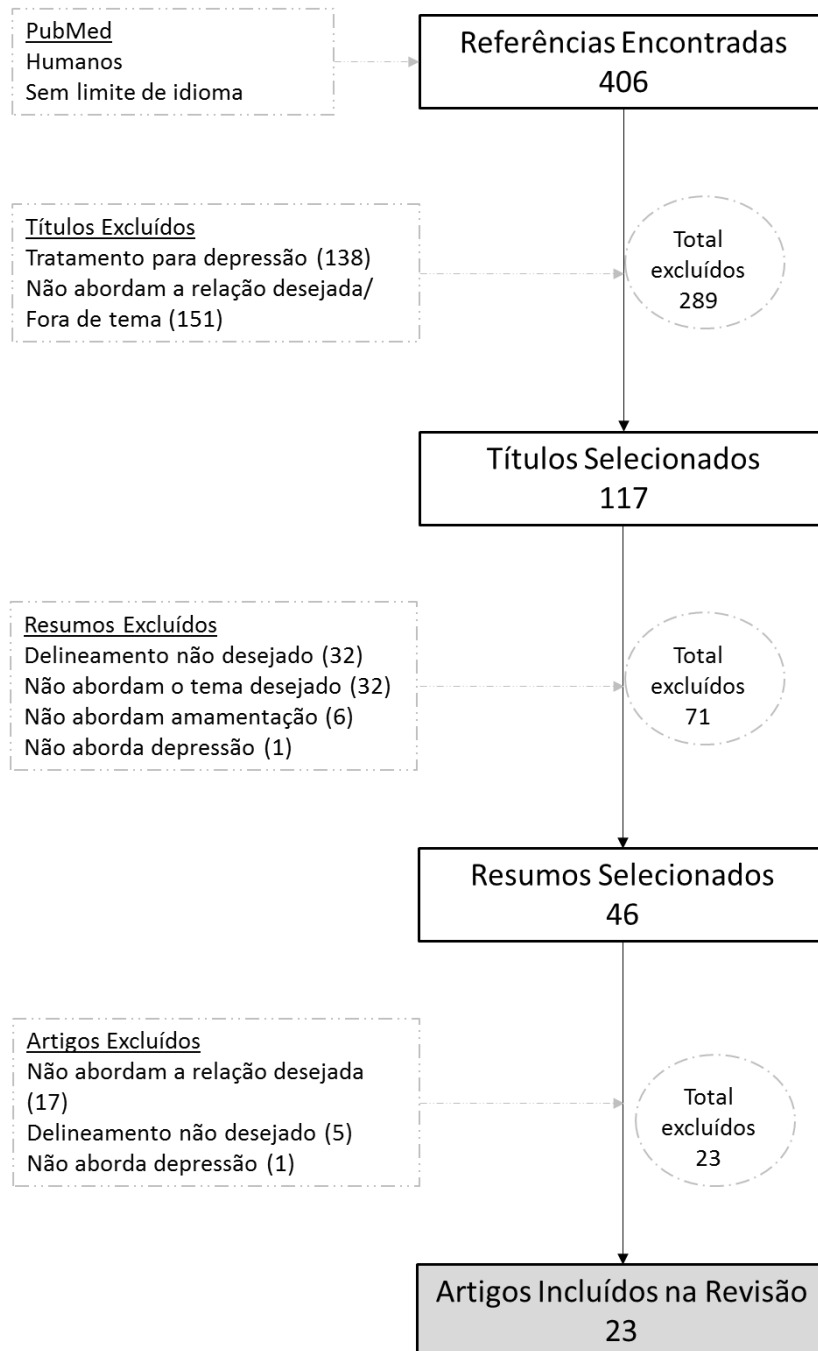 PubMed
Humanos
Sem limite de idioma
Referências Encontradas
406
Títulos Excluídos
Tratamento para depressão (138)
Não abordam a relação desejada/
Fora de tema (151)
Total
excluídos
289
Títulos Selecionados
117
Resumos Excluídos
Delineamento não desejado (32)
Não abordam o tema desejado (32)
Não abordam amamentação (6)
Não aborda depressão (1)
Total
excluídos
71
Resumos Selecionados
46
Artigos Excluídos
Não abordam a relação desejada
(17)
Delineamento não desejado (5)
Não aborda depressão (1)
Total
excluídos
23
Artigos Incluídos na Revisão
23